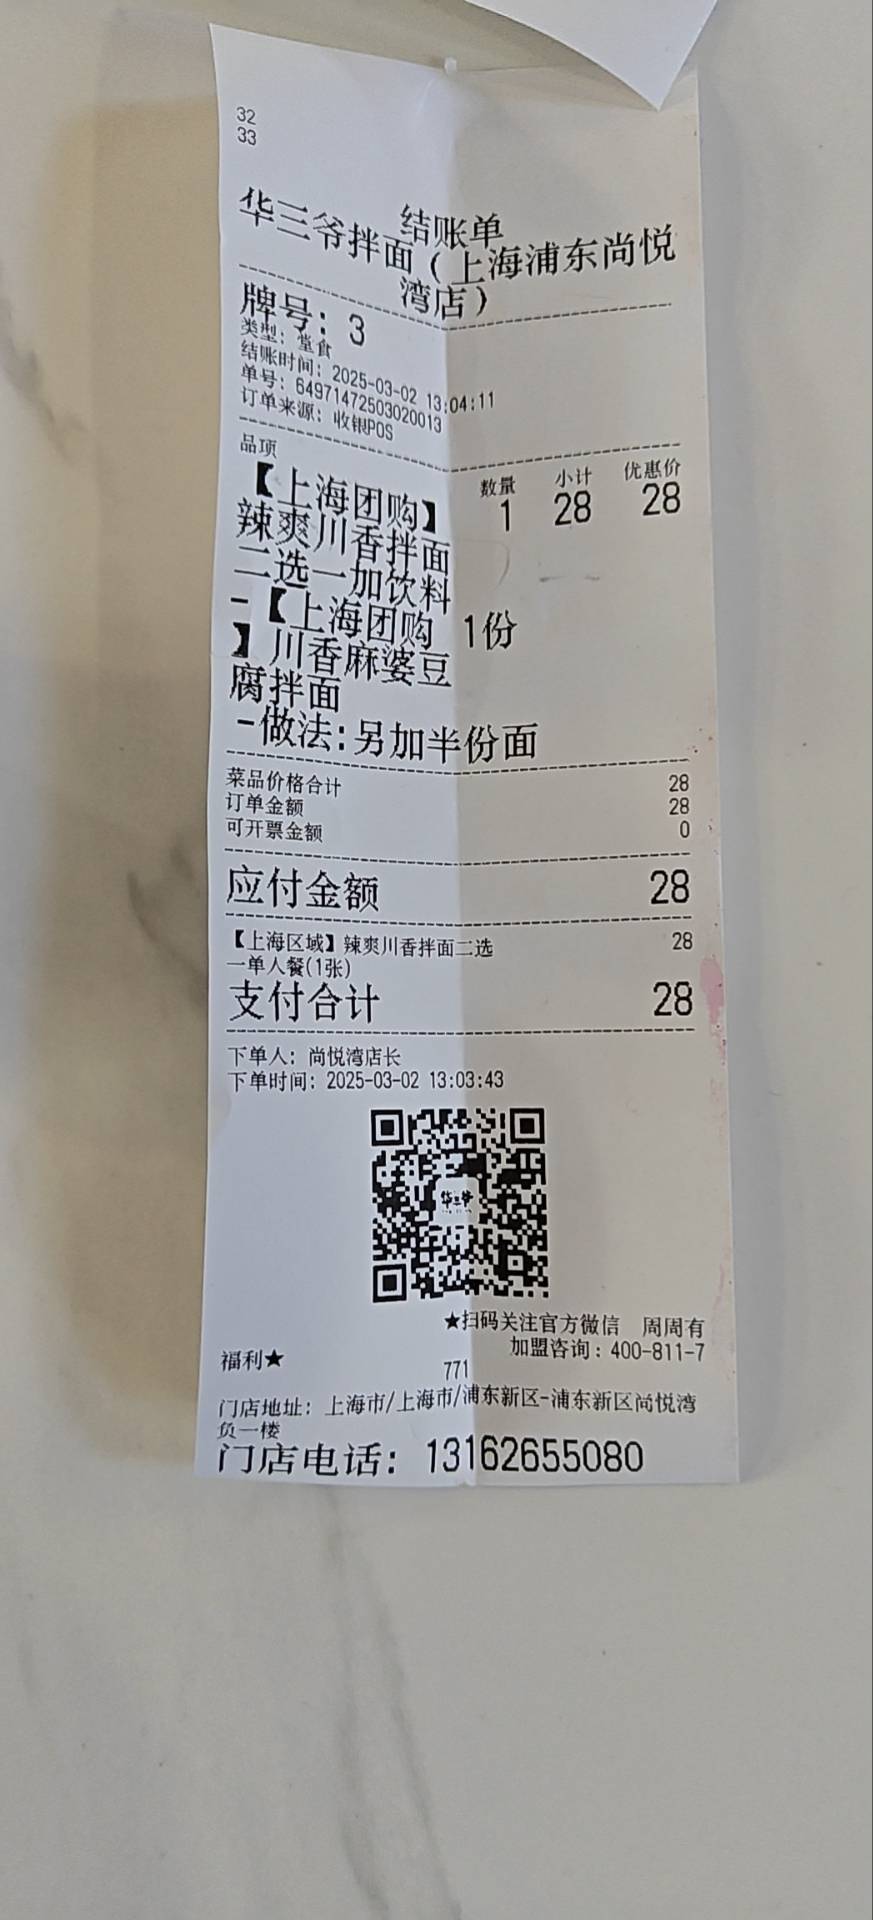 32
33
结账单
华三爷拌面（上海浦东尚悦
湾店）
牌号：3
类型：堂食
结账时间：2025-03-02 13:04:11
单号：64971472503020013
订单来源：收银POS
品项 数量 小计 优惠价
【上海团购】 1 28 28
辣爽川香拌面
二选一加饮料
-【上海团购 1份
】川香麻婆豆
腐拌面
-做法:另加半份面
菜品价格合计 28
订单金额 28
可开票金额 0
应付金额 28
【上海区域】辣爽川香拌面二选 28
一单人餐(1张)
支付合计 28
下单人：尚悦湾店长
下单时间：2025-03-02 13:03:43
华三爷
★扫码关注官方微信 周周有
福利★ 加盟咨询：400-811-7
771
门店地址：上海市/上海市/浦东新区-浦东新区尚悦湾
负一楼
门店电话：13162655080